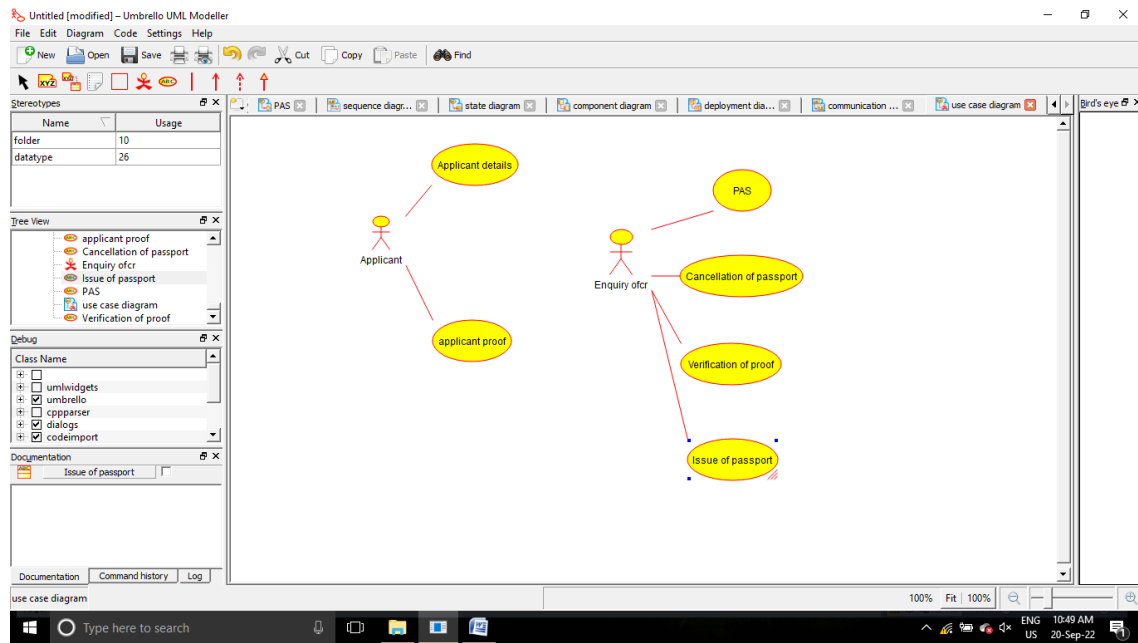 Untitled [modified] – Umbrello UML Modeller
File Edit Diagram Code Settings Help
New Open Save Cut Copy Paste Find
XYZ ABC
Stereotypes
Name Usage
folder 10
datatype 26
Tree View
applicant proof
Cancellation of passport
Enquiry ofcr
Issue of passport
PAS
use case diagram
Verification of proof
Debug
Class Name
umlwidgets
umbrello
cppparser
dialogs
codeimport
Documentation
Issue of passport
Documentation Command history Log
PAS sequence diagr... state diagram component diagram deployment dia... communication ... use case diagram
Bird's eye
Applicant details
Applicant
applicant proof
PAS
Enquiry ofcr
Cancellation of passport
Verification of proof
Issue of passport
use case diagram
100% Fit 100%
Type here to search
ENG
US
10:49 AM
20-Sep-22